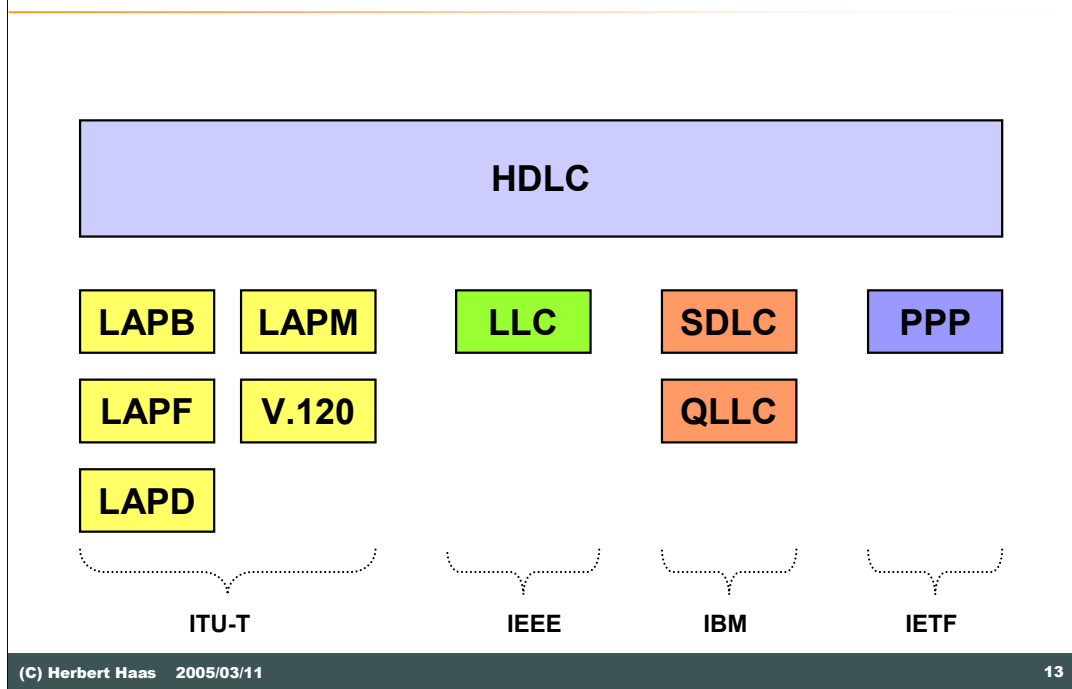 HDLC
LAPB LAPM LLC SDLC PPP
LAPF V.120 QLLC
LAPD
ITU-T IEEE IBM IETF
(C) Herbert Haas 2005/03/11 13